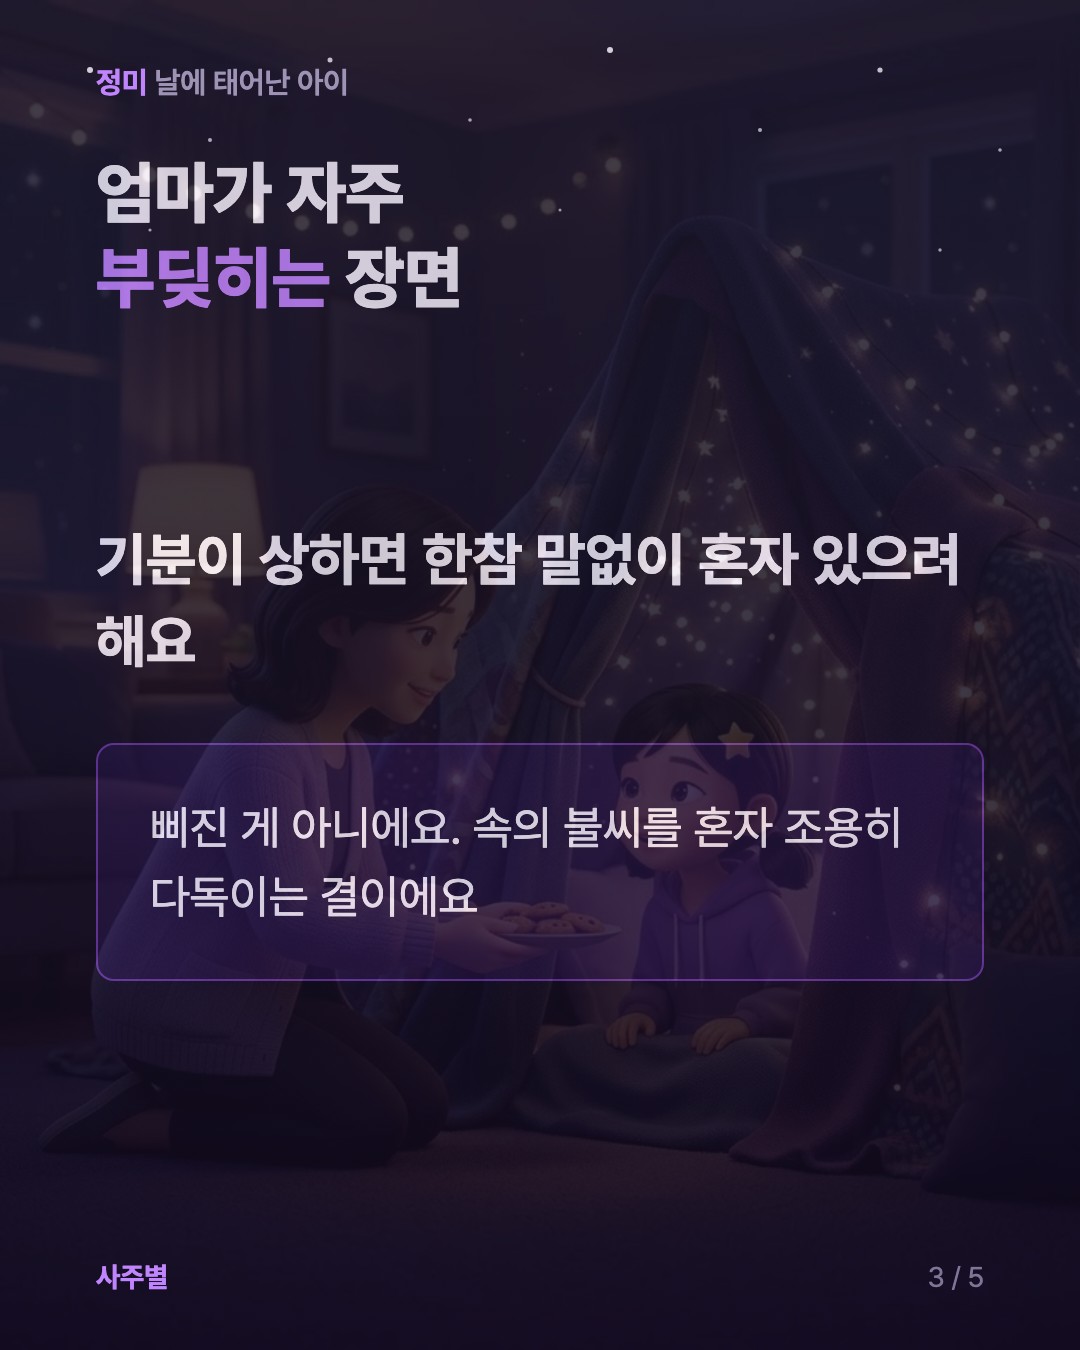 정미 날에 태어난 아이
엄마가 자주
부딪히는 장면
기분이 상하면 한참 말없이 혼자 있으려
해요
삐진 게 아니에요. 속의 불씨를 혼자 조용히
다독이는 결이에요
사주별
3 / 5